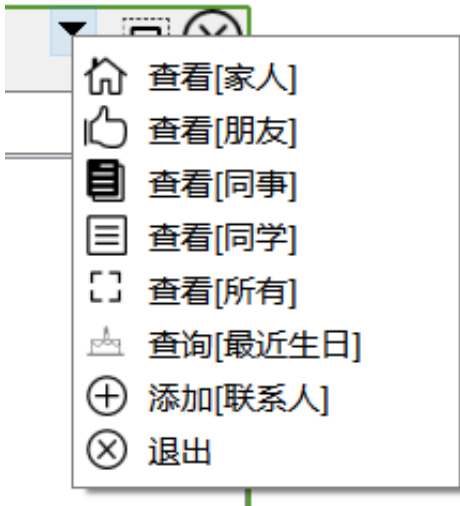 查看[家人]
查看[朋友]
查看[同事]
查看[同学]
查看[所有]
查询[最近生日]
添加[联系人]
退出